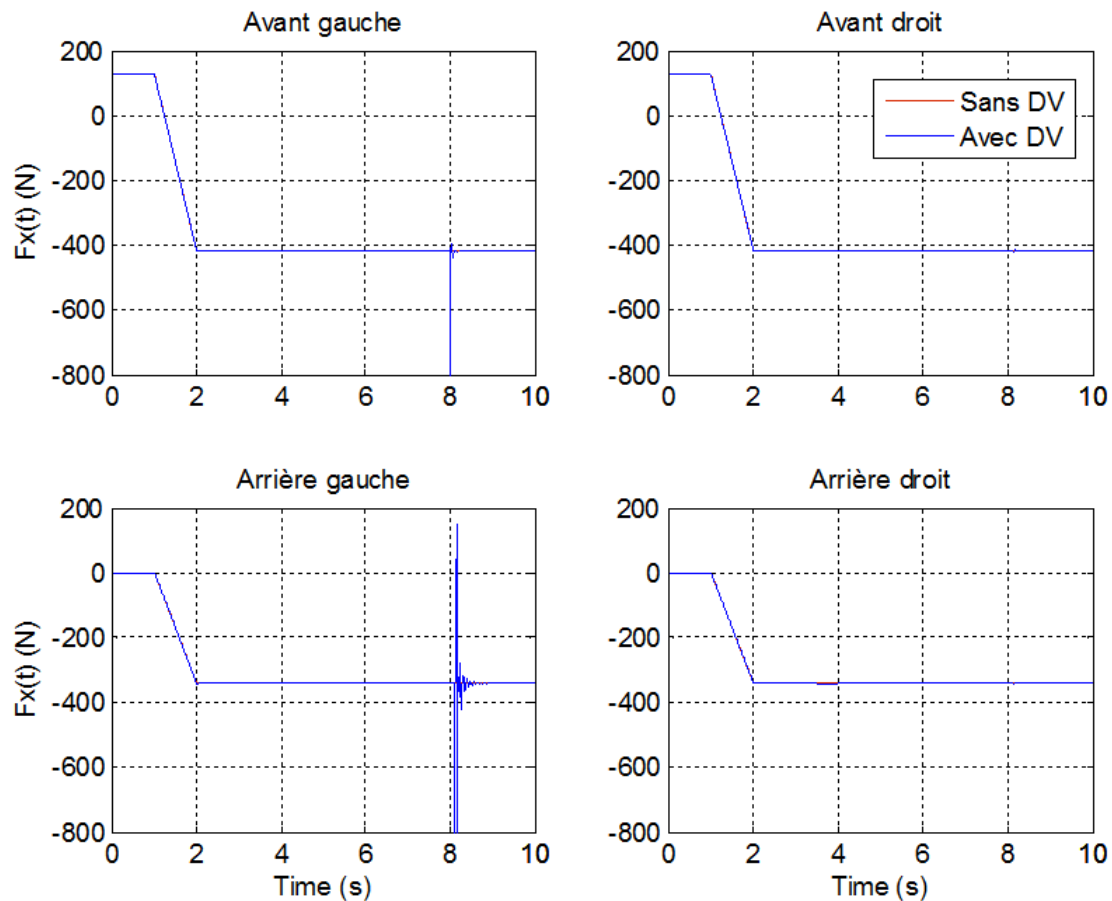 Avant gauche
Avant droit
200
0
-200
-400
-600
-800
Fx(t) (N)
0 2 4 6 8 10
200
0
-200
-400
-600
-800
0 2 4 6 8 10
Sans DV
Avec DV
Arrière gauche
Arrière droit
200
0
-200
-400
-600
-800
Fx(t) (N)
0 2 4 6 8 10
Time (s)
200
0
-200
-400
-600
-800
0 2 4 6 8 10
Time (s)